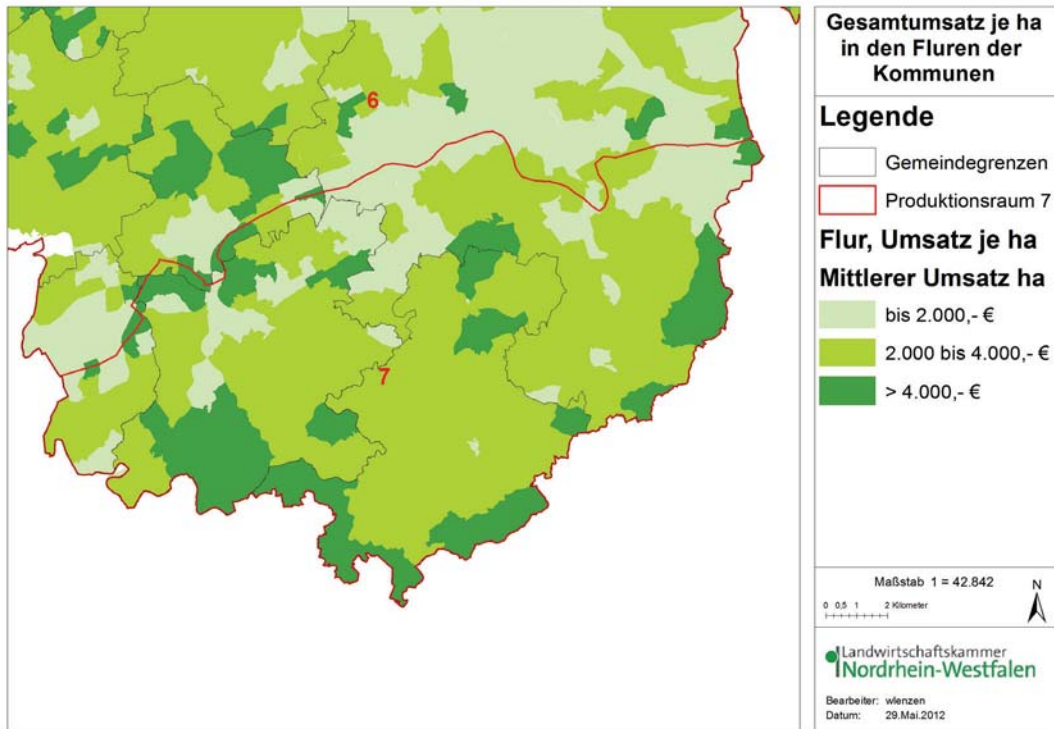 Gesamtumsatz je ha
in den Fluren der
Kommunen
Legende
Gemeindegrenzen
Produktionsraum 7
Flur, Umsatz je ha
Mittlerer Umsatz ha
bis 2.000,- €
2.000 bis 4.000,- €
> 4.000,- €
Maßstab 1 = 42.842
N
0 0,5 1 2 Kilometer
Landwirtschaftskammer
Nordrhein-Westfalen
Bearbeiter: wlenzen
Datum: 29.Mai.2012
6
7